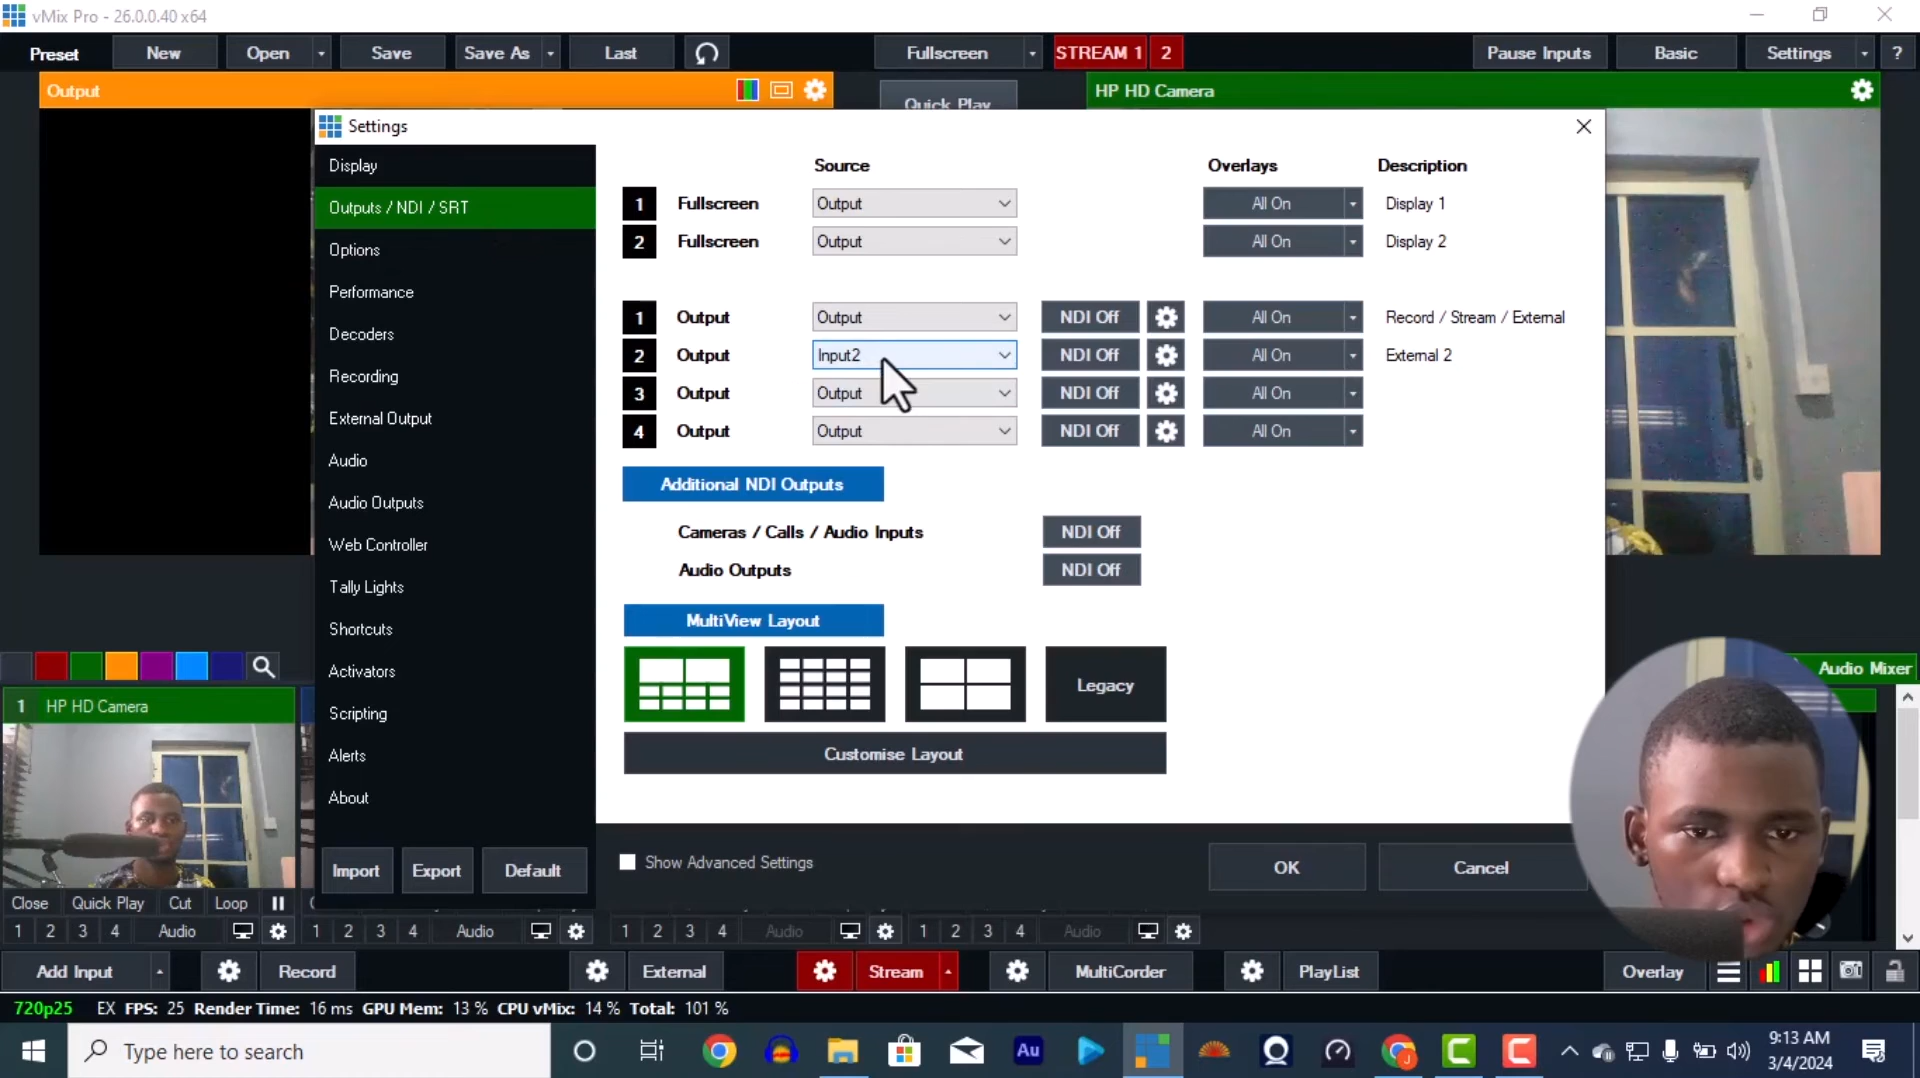 vMix Pro - 26.0.0.40 x64
Preset New Open Save Save As Last Fullscreen STREAM 1 2 Pause Inputs Basic Settings ?
Output Quick Play HP HD Camera
Settings
Display
Outputs / NDI / SRT
Options
Performance
Decoders
Recording
External Output
Audio
Audio Outputs
Web Controller
Tally Lights
Shortcuts
Activators
Scripting
Alerts
About
Import Export Default
Source Overlays Description
1 Fullscreen Output All On Display 1
2 Fullscreen Output All On Display 2
1 Output Output NDI Off All On Record / Stream / External
2 Output Input2 NDI Off All On External 2
3 Output Output NDI Off All On
4 Output Output NDI Off All On
Additional NDI Outputs
Cameras / Calls / Audio Inputs NDI Off
Audio Outputs NDI Off
MultiView Layout
Legacy
Customise Layout
Show Advanced Settings OK Cancel
Audio Mixer
1 HP HD Camera
Close Quick Play Cut Loop
1 2 3 4 Audio 1 2 3 4 Audio 1 2 3 4 Audio 1 2 3 4 Audio
Add Input Record External Stream MultiCorder PlayList Overlay
720p25 EX FPS: 25 Render Time: 16 ms GPU Mem: 13 % CPU vMix: 14 % Total: 101 %
Type here to search
Au
9:13 AM
3/4/2024